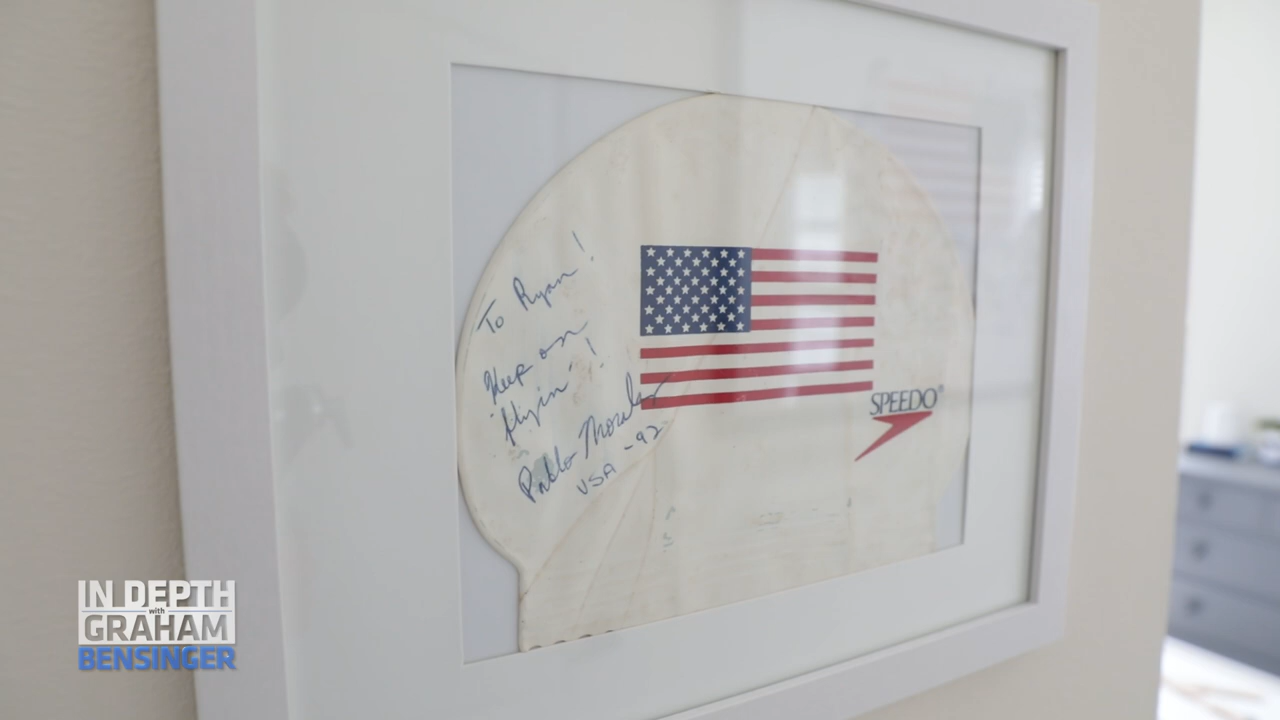 To Ryan!
Keep on
"flyin"!
Pablo Morales
USA -92
SPEEDO®
IN DEPTH
with
GRAHAM
BENSINGER